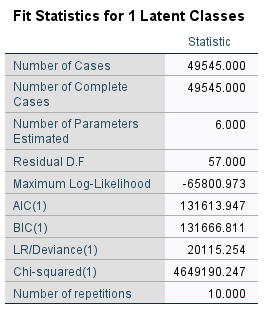 Fit Statistics for 1 Latent Classes
Statistic
Number of Cases 49545.000
Number of Complete
Cases 49545.000
Number of Parameters
Estimated 6.000
Residual D.F 57.000
Maximum Log-Likelihood -65800.973
AIC(1) 131613.947
BIC(1) 131666.811
LR/Deviance(1) 20115.254
Chi-squared(1) 4649190.247
Number of repetitions 10.000